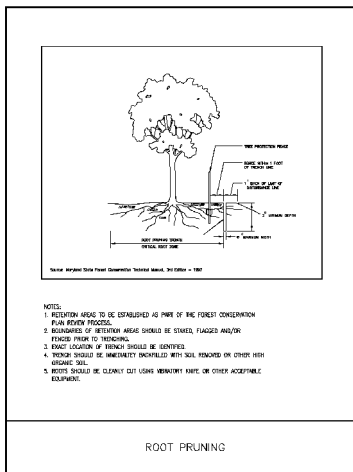 TREE PROTECTION FENCE
FENCE WITHIN 1 FOOT
OF TRENCH LINE
1' BACK OF LIMIT OF
DISTURBANCE LINE
2' MINIMUM DEPTH
6" MAXIMUM WIDTH
ROOT PRUNING TRENCH
CRITICAL ROOT ZONE
Source: Maryland State Forest Conservation Technical Manual, 3rd Edition - 1997
NOTES:
1. RETENTION AREAS TO BE ESTABLISHED AS PART OF THE FOREST CONSERVATION
PLAN REVIEW PROCESS.
2. BOUNDARIES OF RETENTION AREAS SHOULD BE STAKED, FLAGGED AND/OR
FENCED PRIOR TO TRENCHING.
3. EXACT LOCATION OF TRENCH SHOULD BE IDENTIFIED.
4. TRENCH SHOULD BE IMMEDIATELY BACKFILLED WITH SOIL REMOVED OR OTHER HIGH
ORGANIC SOIL.
5. ROOTS SHOULD BE CLEANLY CUT USING VIBRATORY KNIFE OR OTHER ACCEPTABLE
EQUIPMENT.
ROOT PRUNING